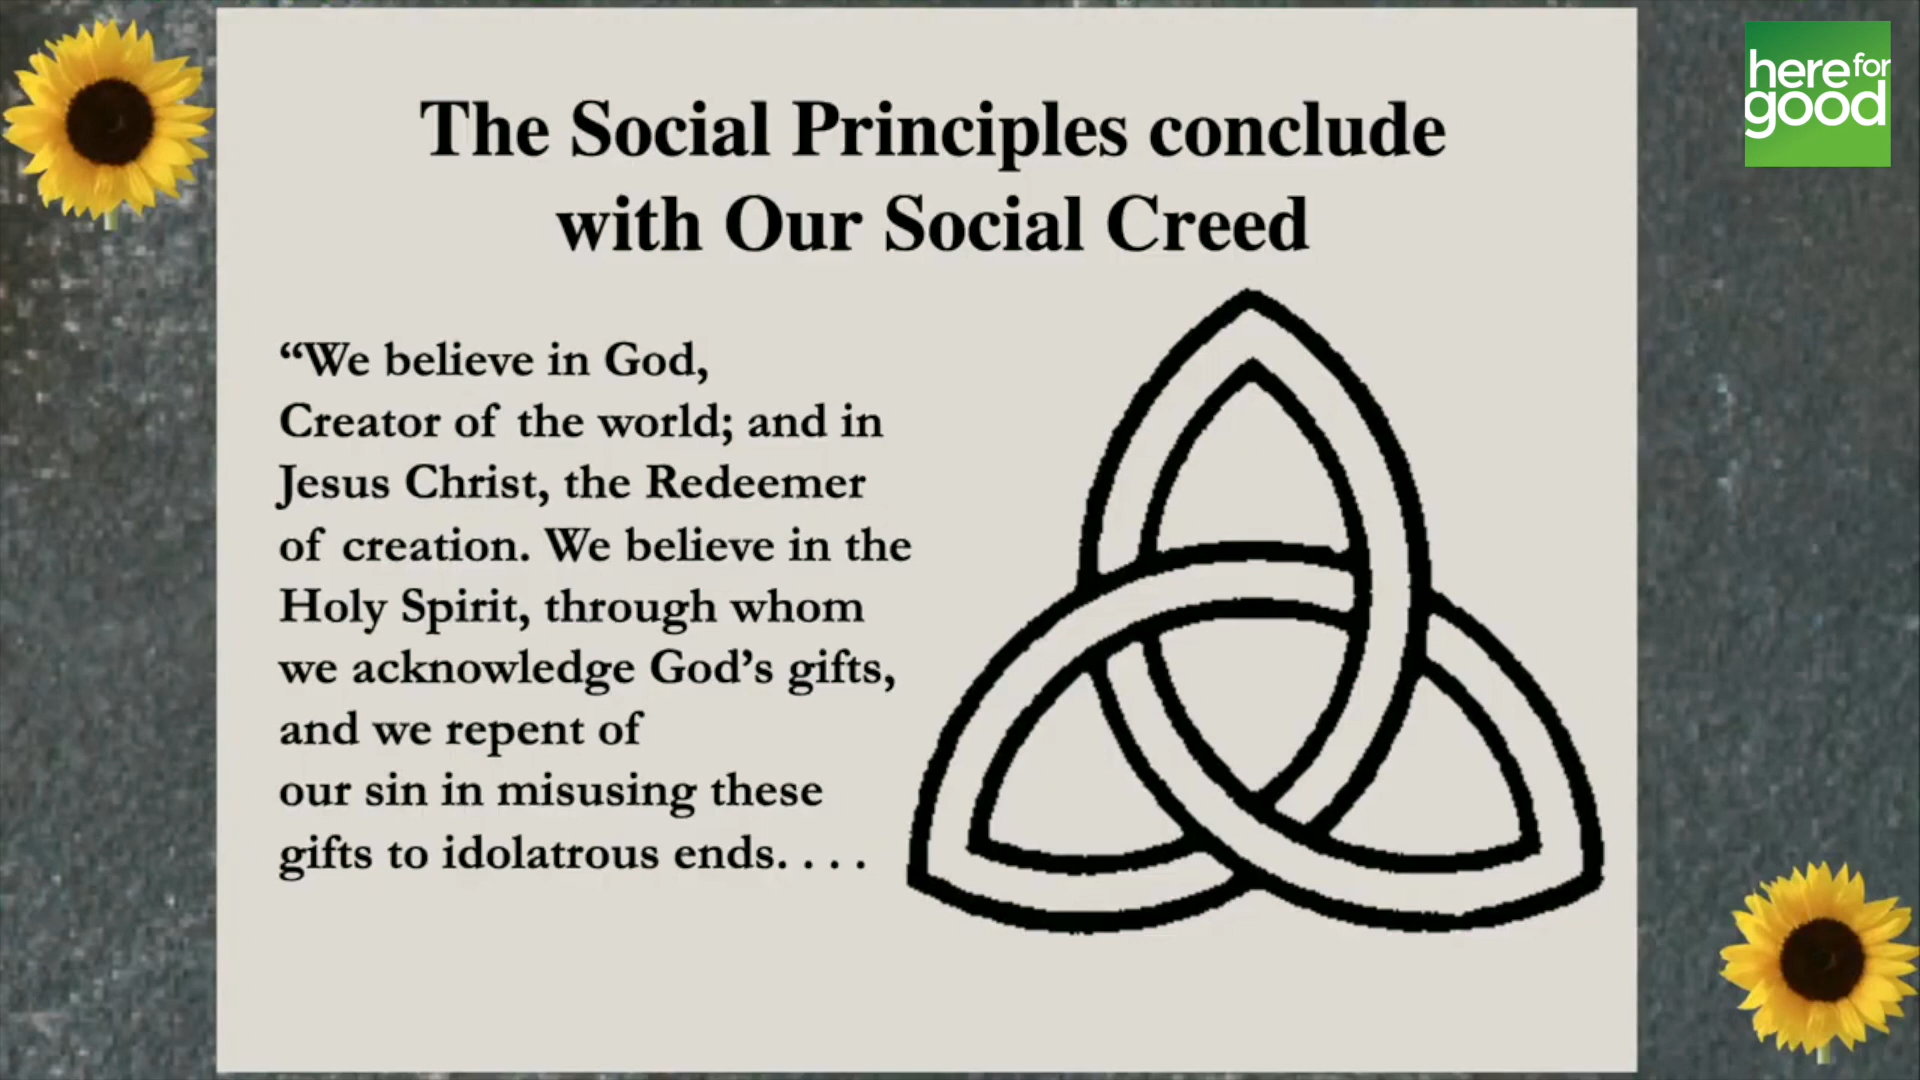 The Social Principles conclude
with Our Social Creed
“We believe in God,
Creator of the world; and in
Jesus Christ, the Redeemer
of creation. We believe in the
Holy Spirit, through whom
we acknowledge God’s gifts,
and we repent of
our sin in misusing these
gifts to idolatrous ends. . . .
here for
good